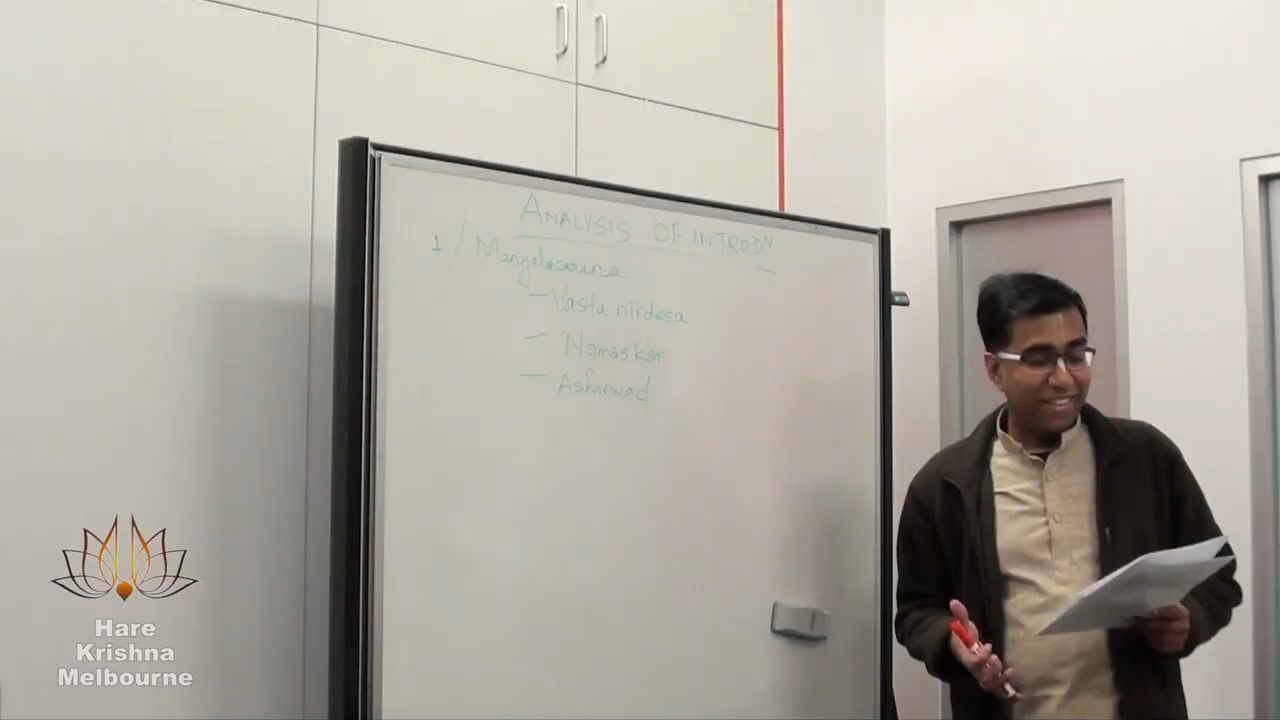 ANALYSIS OF INTRODN
1/ Mangalacarana
- Vastu nirdesa
- Namaskar
- Ashirwad
Hare
Krishna
Melbourne